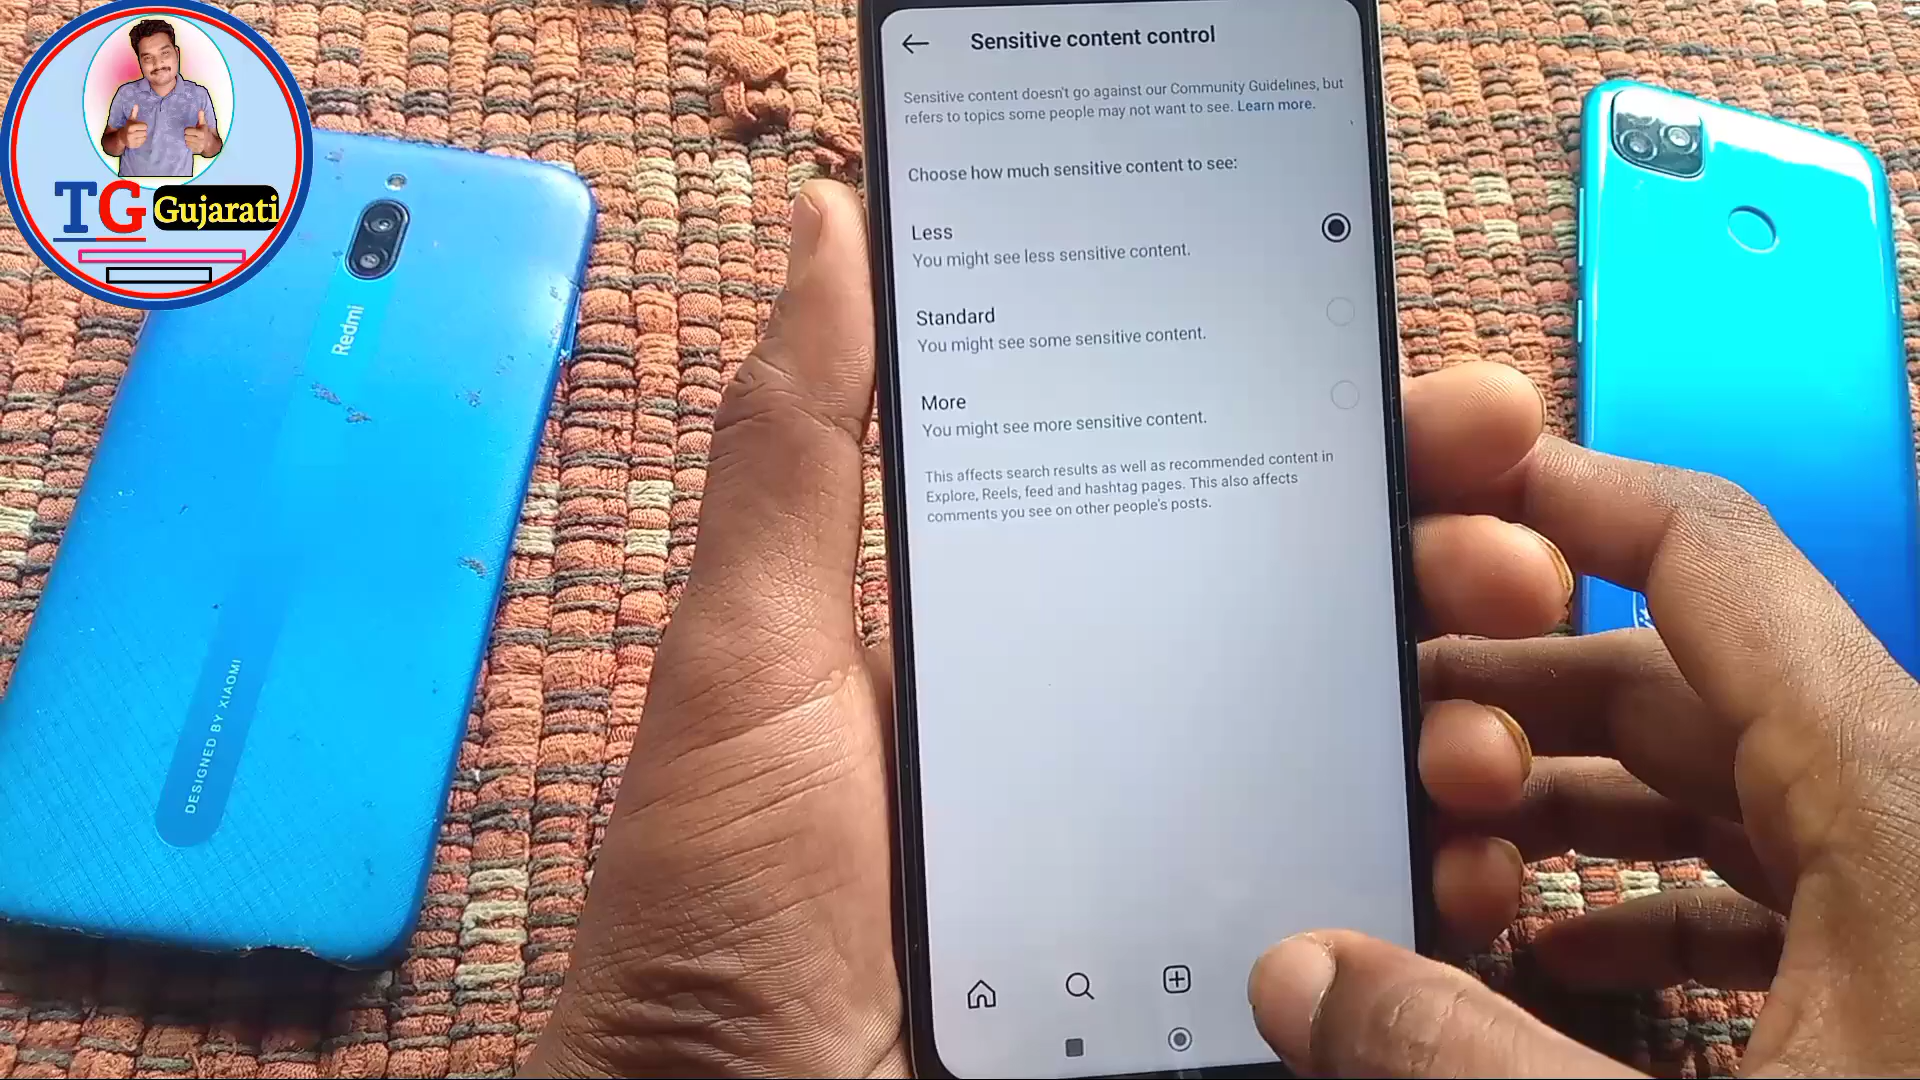 TG Gujarati
Redmi
DESIGNED BY XIAOMI
Sensitive content control
Sensitive content doesn't go against our Community Guidelines, but
refers to topics some people may not want to see. Learn more.
Choose how much sensitive content to see:
Less
You might see less sensitive content.
Standard
You might see some sensitive content.
More
You might see more sensitive content.
This affects search results as well as recommended content in
Explore, Reels, feed and hashtag pages. This also affects
comments you see on other people's posts.